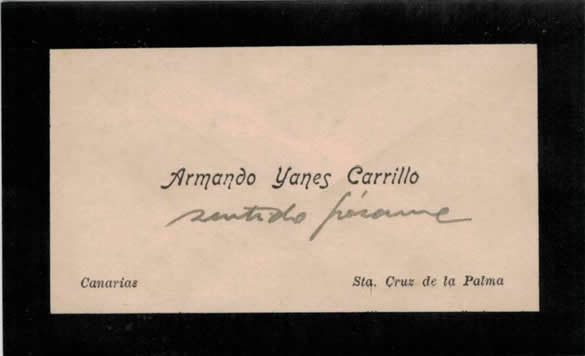 Armando Yanes Carrillo
sentido pésame
Canarias
Sta. Cruz de la Palma